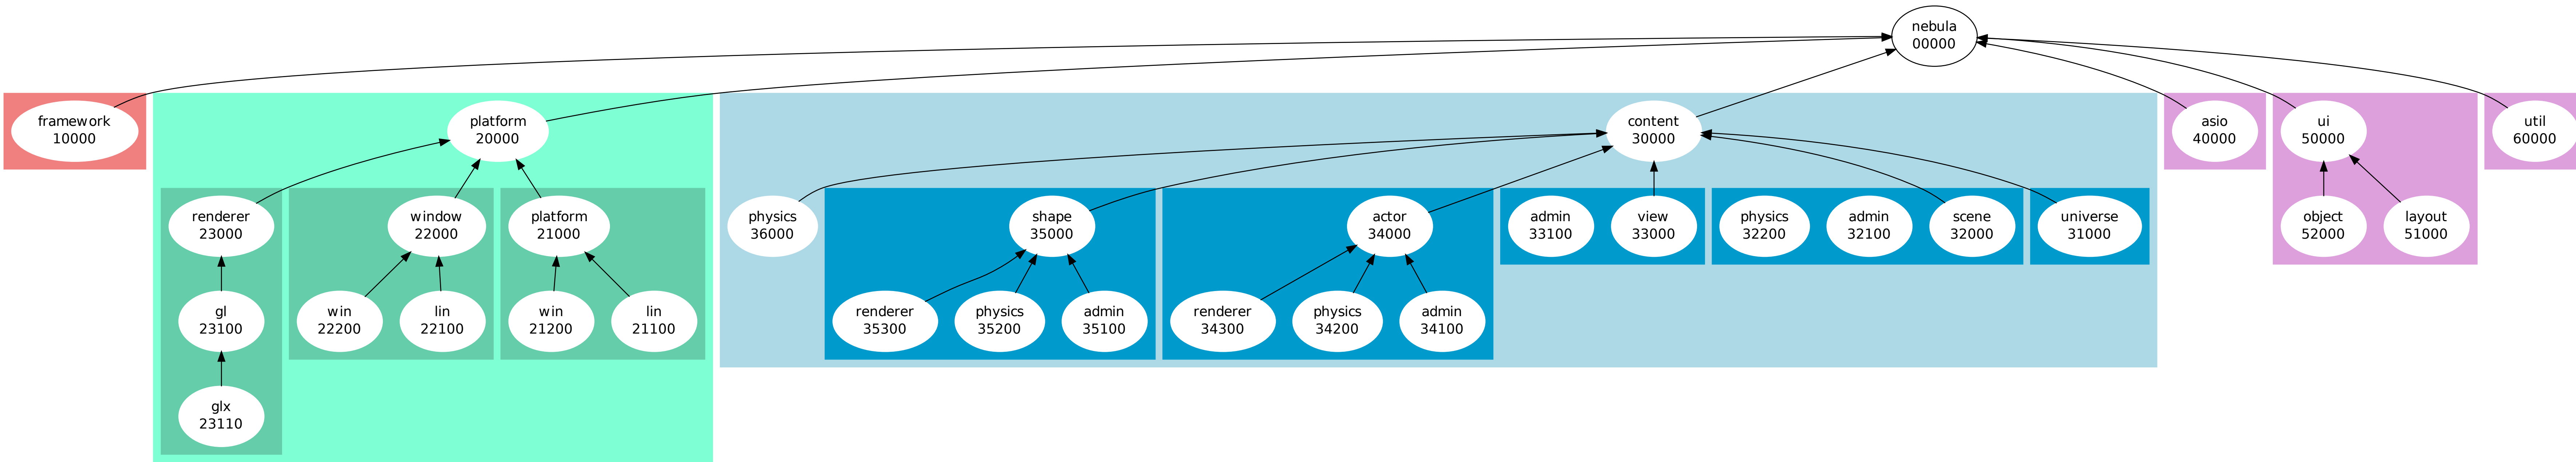 nebula
00000
framework
10000
platform
20000
content
30000
asio
40000
ui
50000
util
60000
renderer
23000
window
22000
platform
21000
physics
36000
shape
35000
actor
34000
admin
33100
view
33000
physics
32200
admin
32100
scene
32000
universe
31000
object
52000
layout
51000
gl
23100
win
22200
lin
22100
win
21200
lin
21100
renderer
35300
physics
35200
admin
35100
renderer
34300
physics
34200
admin
34100
glx
23110